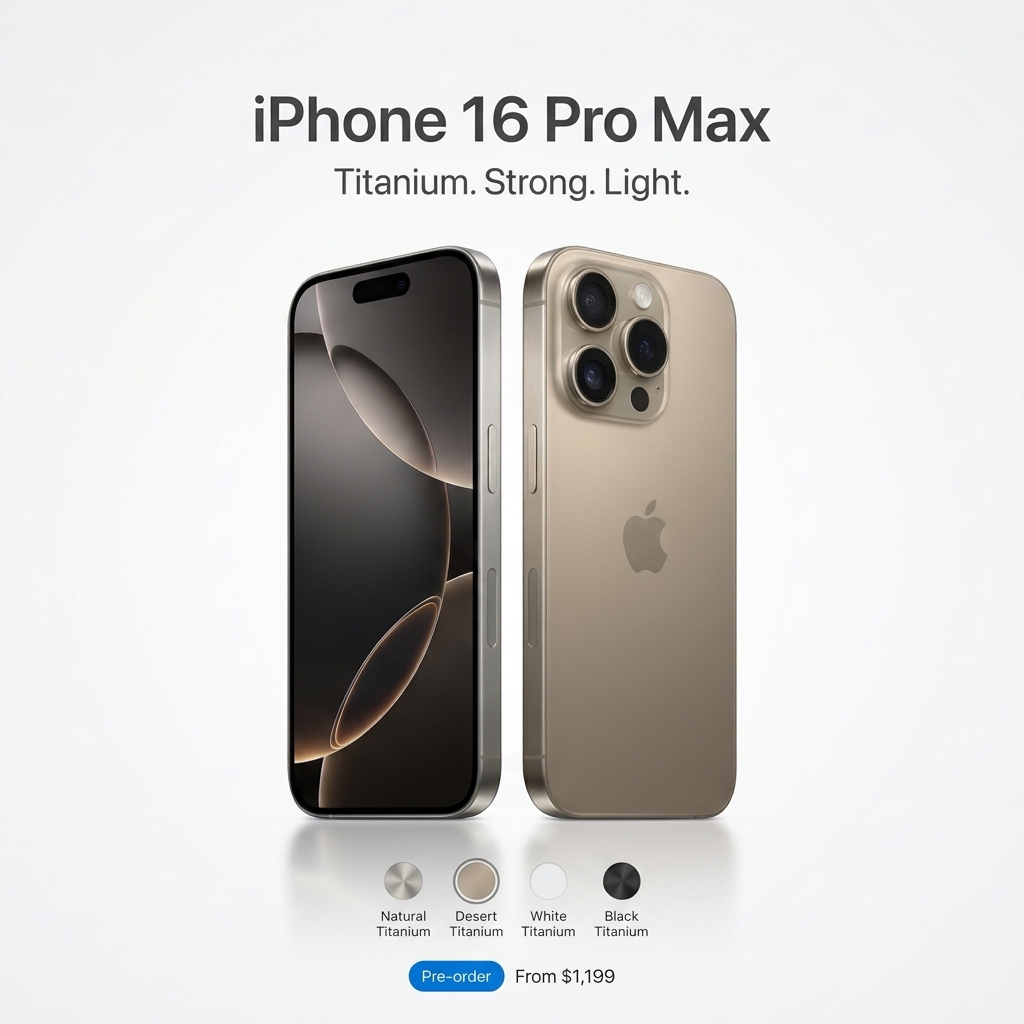 iPhone 16 Pro Max
Titanium. Strong. Light.
Natural Titanium
Desert Titanium
White Titanium
Black Titanium
Pre-order From $1,199